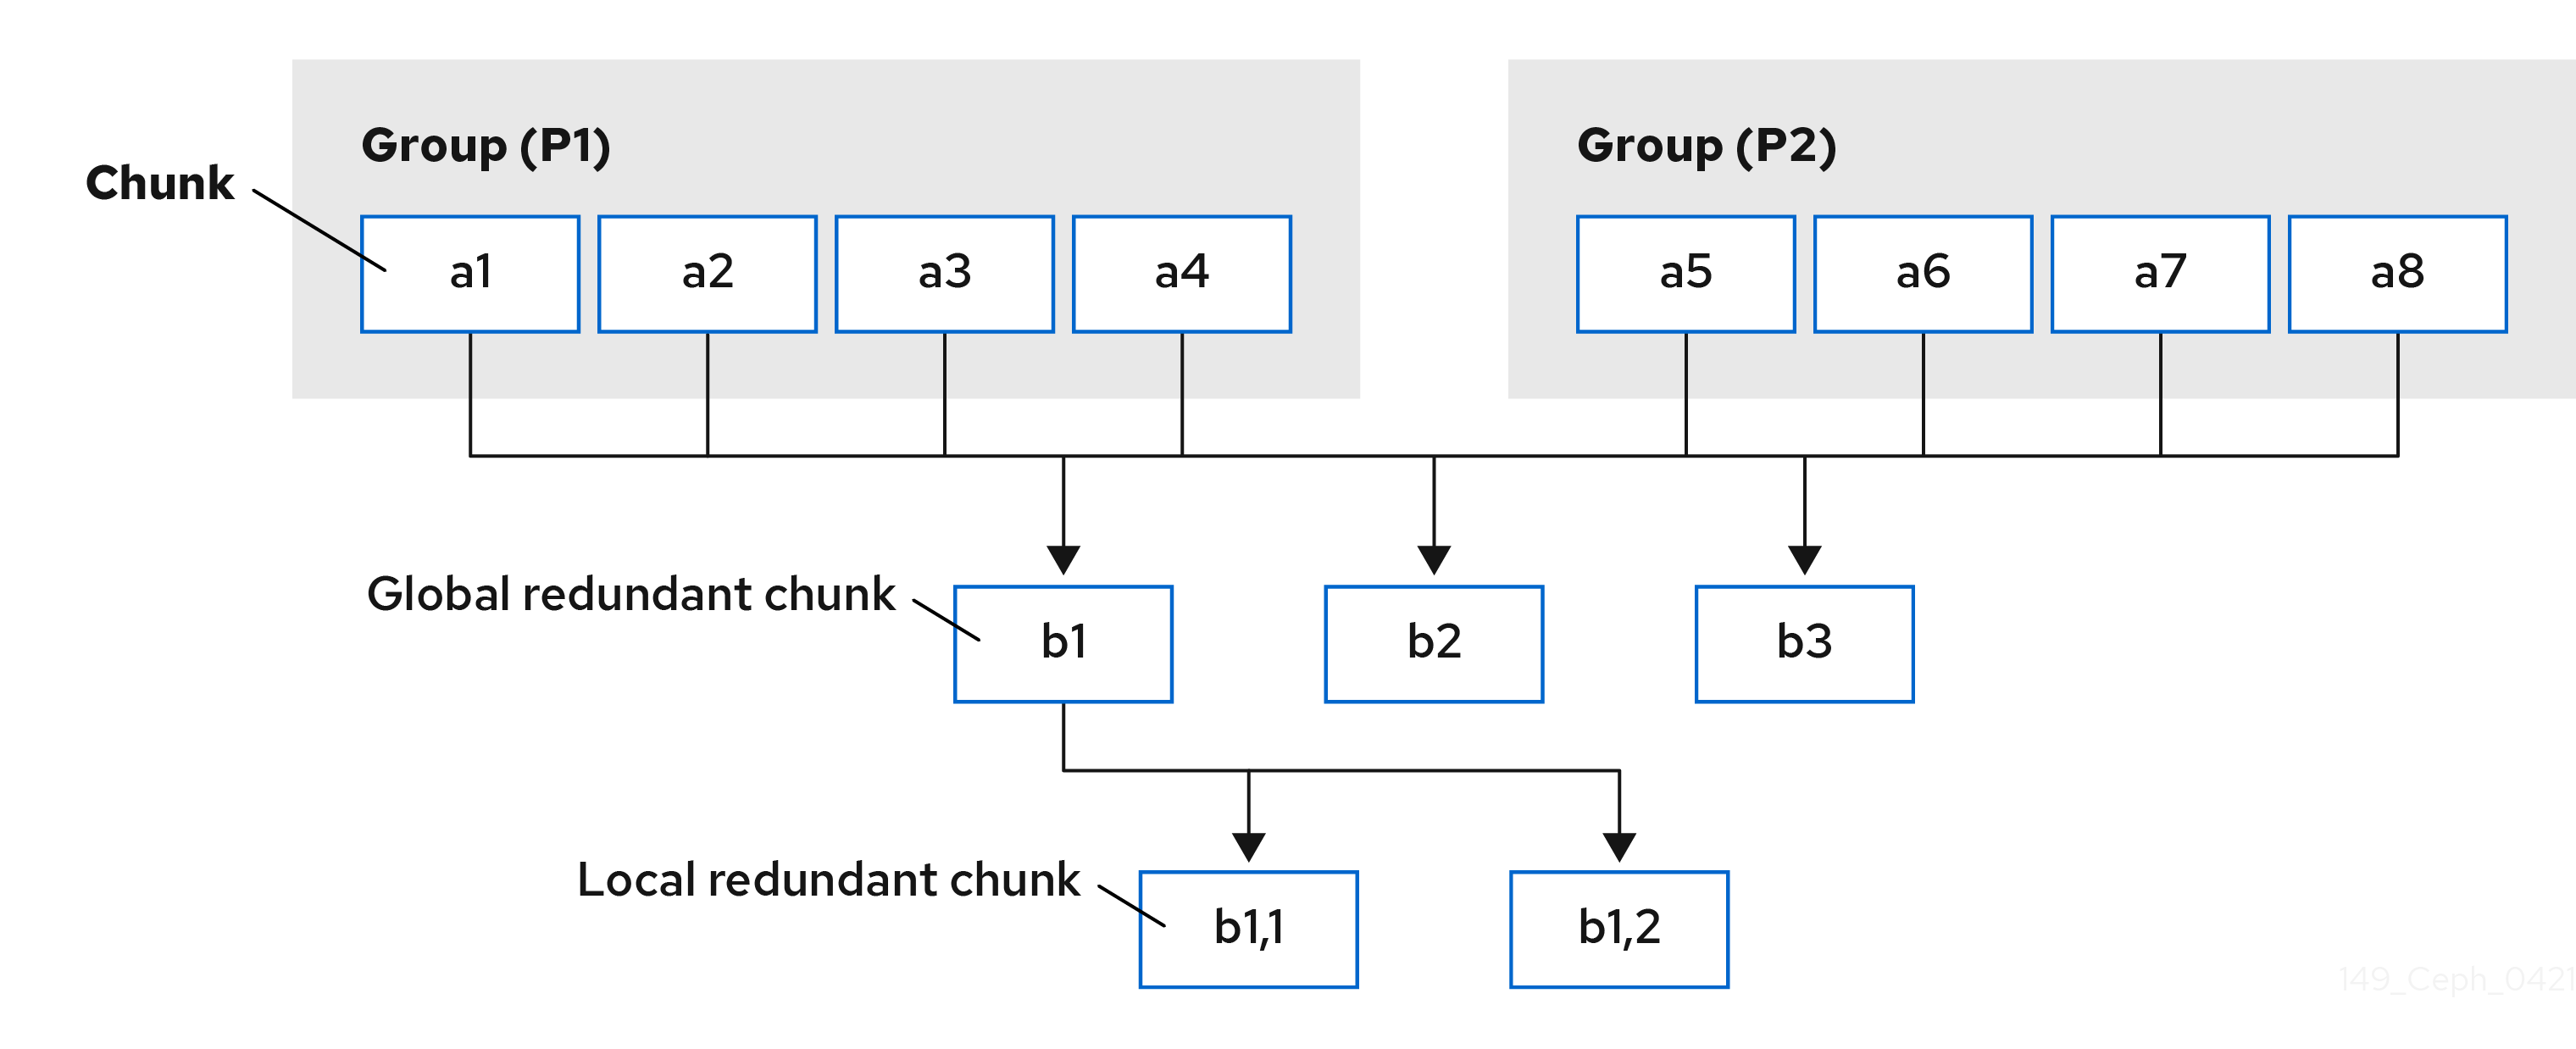 Group (P1)
Group (P2)
Chunk
a1
a2
a3
a4
a5
a6
a7
a8
Global redundant chunk
b1
b2
b3
Local redundant chunk
b1,1
b1,2
149_Ceph_0421